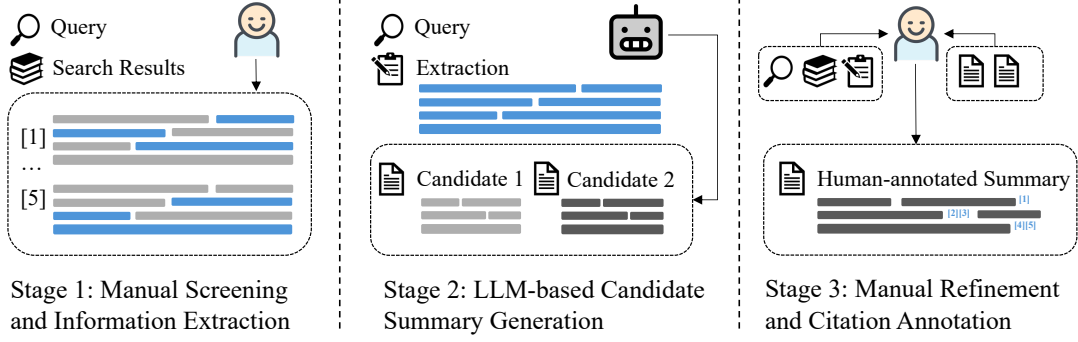 Query
Search Results
[1]
...
[5]
Stage 1: Manual Screening
and Information Extraction
Query
Extraction
Candidate 1
Candidate 2
Stage 2: LLM-based Candidate
Summary Generation
Human-annotated Summary
[1]
[2][3]
[4][5]
Stage 3: Manual Refinement
and Citation Annotation